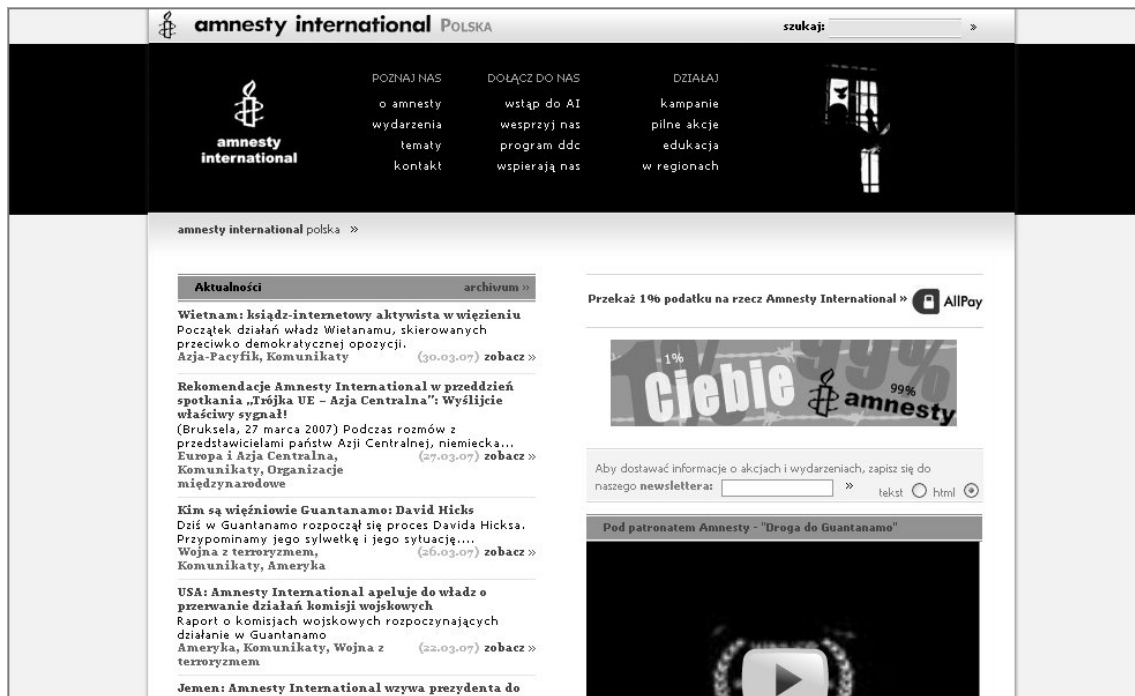 amnesty international POLSKA
szukaj: »
amnesty
international
POZNAJ NAS
o amnesty
wydarzenia
tematy
kontakt
DOŁĄCZ DO NAS
wstąp do AI
wesprzyj nas
program ddc
wspierają nas
DZIAŁAJ
kampanie
pilne akcje
edukacja
w regionach
amnesty international polska »
Aktualności archiwum »
Wietnam: ksiądz-internetowy aktywista w więzieniu
Początek działań władz Wietanamu, skierowanych
przeciwko demokratycznej opozycji.
Azja-Pacyfik, Komunikaty (30.03.07) zobacz »
Rekomendacje Amnesty International w przeddzień
spotkania „Trójka UE – Azja Centralna”: Wyślijcie
właściwy sygnał!
(Bruksela, 27 marca 2007) Podczas rozmów z
przedstawicielami państw Azji Centralnej, niemiecka...
Europa i Azja Centralna, (27.03.07) zobacz »
Komunikaty, Organizacje
międzynarodowe
Kim są więźniowie Guantanamo: David Hicks
Dziś w Guantanamo rozpoczął się proces Davida Hicksa.
Przypominamy jego sylwetkę i jego sytuację....
Wojna z terroryzmem, (26.03.07) zobacz »
Komunikaty, Ameryka
USA: Amnesty International apeluje do władz o
przerwanie działań komisji wojskowych
Raport o komisjach wojskowych rozpoczynających
działanie w Guantanamo
Ameryka, Komunikaty, Wojna z (22.03.07) zobacz »
terroryzmem
Jemen: Amnesty International wzywa prezydenta do
Przekaż 1% podatku na rzecz Amnesty International » AllPay
1% 99%
1%
Ciebie
99%
amnesty
Aby dostawać informacje o akcjach i wydarzeniach, zapisz się do
naszego newslettera: » tekst html
Pod patronatem Amnesty - "Droga do Guantanamo"